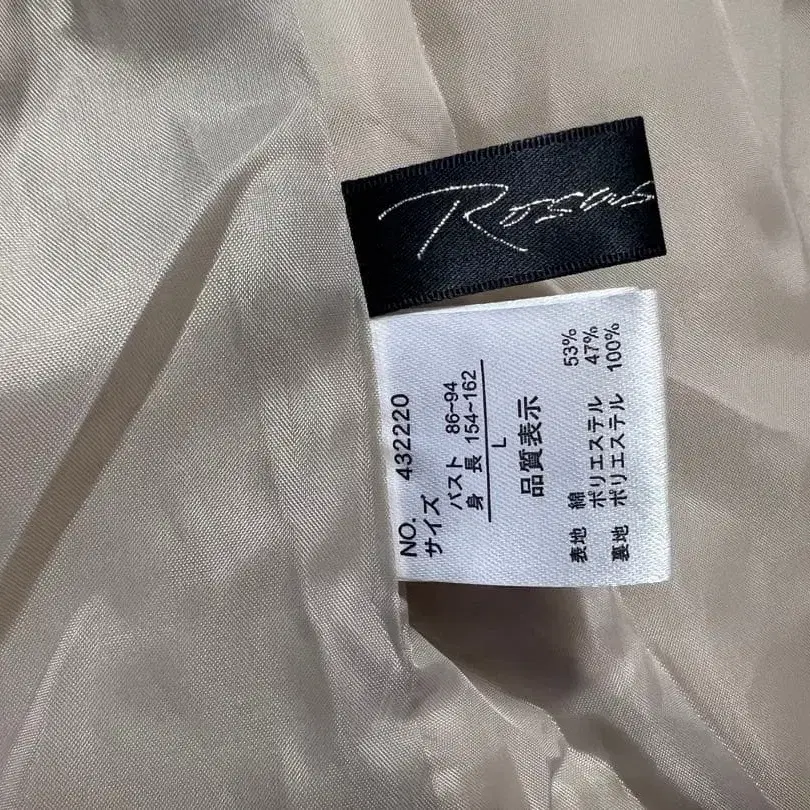 NO. 432220
サイズ
バスト 86~94
身 長 154~162
L
品質表示
表地 綿 53%
ポリエステル 47%
裏地 ポリエステル 100%